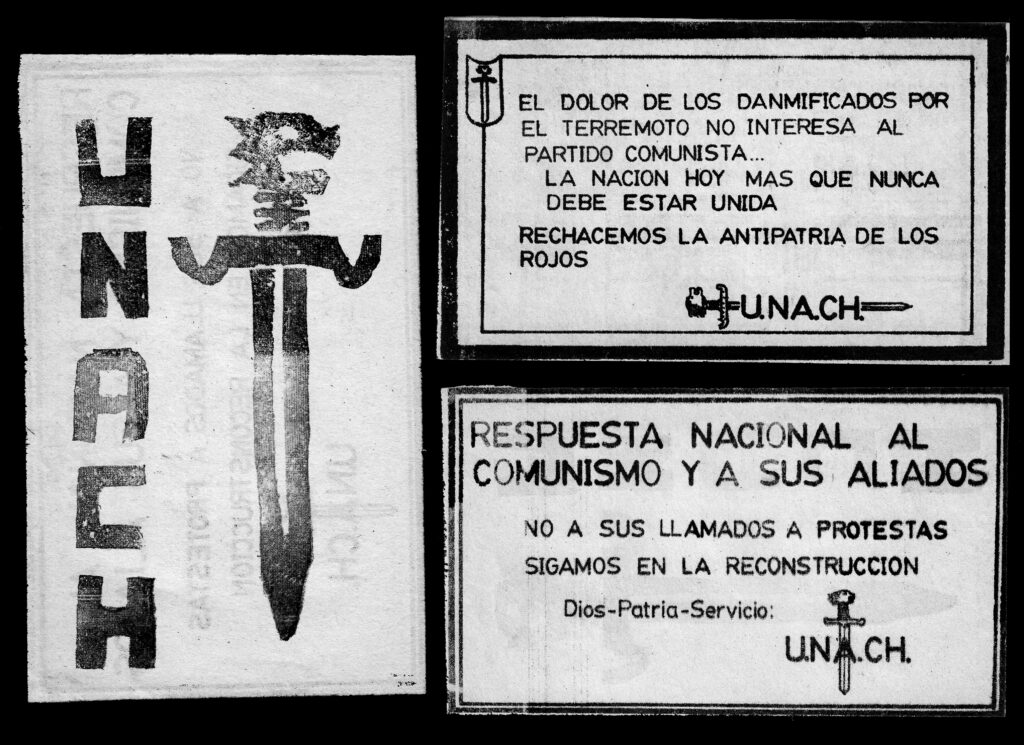 UNACH
EL DOLOR DE LOS DANMIFICADOS POR
EL TERREMOTO NO INTERESA AL
PARTIDO COMUNISTA...
LA NACION HOY MAS QUE NUNCA
DEBE ESTAR UNIDA
RECHACEMOS LA ANTIPATRIA DE LOS
ROJOS
U.NA.CH.
RESPUESTA NACIONAL AL
COMUNISMO Y A SUS ALIADOS
NO A SUS LLAMADOS A PROTESTAS
SIGAMOS EN LA RECONSTRUCCION
Dios-Patria-Servicio:
U.NA.CH.